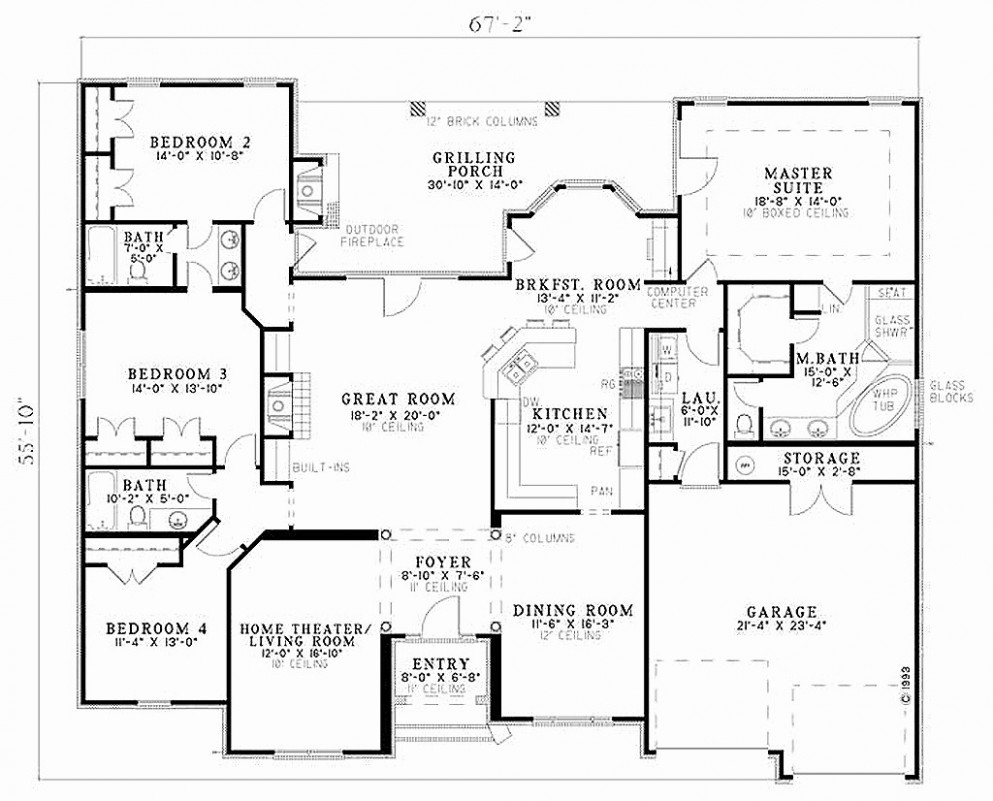 67'-2"
55'-10"
BEDROOM 2
14'-0" X 10'-8"
12" BRICK COLUMNS
GRILLING
PORCH
30'-10" X 14'-0"
OUTDOOR
FIREPLACE
MASTER
SUITE
18'-8" X 14'-0"
10' BOXED CEILING
BATH
7'-0" X
5'-0"
BRKFST. ROOM
13'-4" X 11'-2"
10' CEILING
COMPUTER
CENTER
LIN.
SEAT
GLASS
SHWR
M.BATH
15'-0" X
12'-6"
WHP
TUB
GLASS
BLOCKS
BEDROOM 3
14'-0" X 13'-10"
GREAT ROOM
18'-2" X 20'-0"
10' CEILING
BUILT-INS
DW
KITCHEN
12'-0" X 14'-7"
10' CEILING
RG
REF
PAN
W
D
LAU.
6'-0"X
11'-10"
STORAGE
15'-0" X 2'-8"
BATH
10'-2" X 5'-0"
8" COLUMNS
FOYER
8'-10" X 7'-6"
11' CEILING
BEDROOM 4
11'-4" X 13'-0"
HOME THEATER/
LIVING ROOM
12'-0" X 16'-10"
10' CEILING
ENTRY
8'-0" X 6'-8"
11' CEILING
DINING ROOM
11'-6" X 16'-3"
12' CEILING
GARAGE
21'-4" X 23'-4"
© 1993